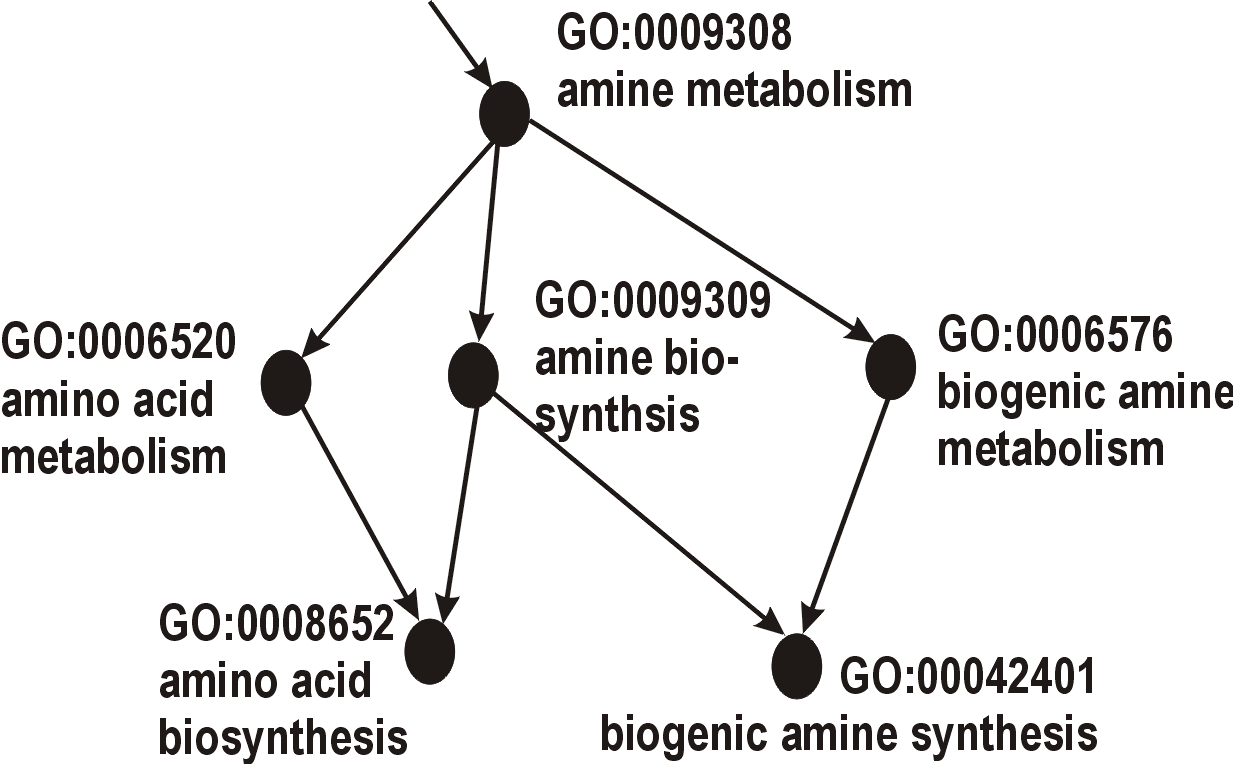 GO:0009308
amine metabolism
GO:0009309
amine bio-
synthsis
GO:0006520
amino acid
metabolism
GO:0006576
biogenic amine
metabolism
GO:0008652
amino acid
biosynthesis
GO:00042401
biogenic amine synthesis